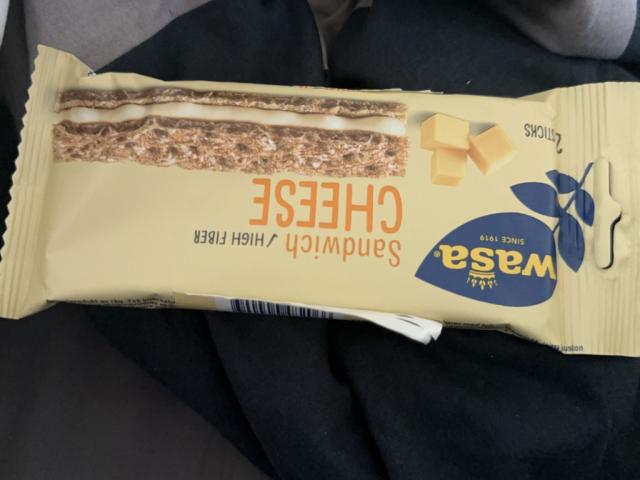 wasa®
SINCE 1919
Sandwich
✓HIGH FIBER
CHEESE
2 STICKS